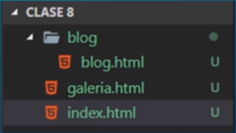 CLASE 8
blog
blog.html U
galeria.html U
index.html U